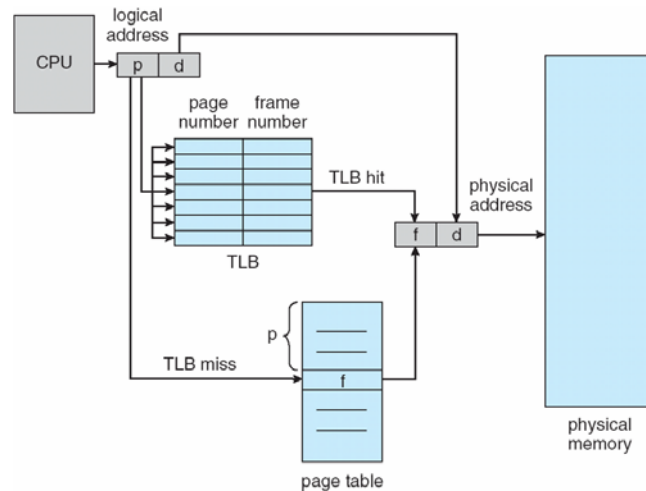 logical
address
CPU
p d
page
number
frame
number
TLB hit
physical
address
f d
TLB
p
TLB miss
f
physical
memory
page table